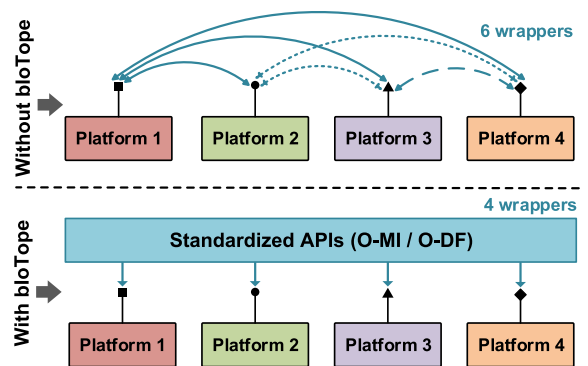 6 wrappers
Without bIoTope
Platform 1
Platform 2
Platform 3
Platform 4
4 wrappers
Standardized APIs (O-MI / O-DF)
With bIoTope
Platform 1
Platform 2
Platform 3
Platform 4